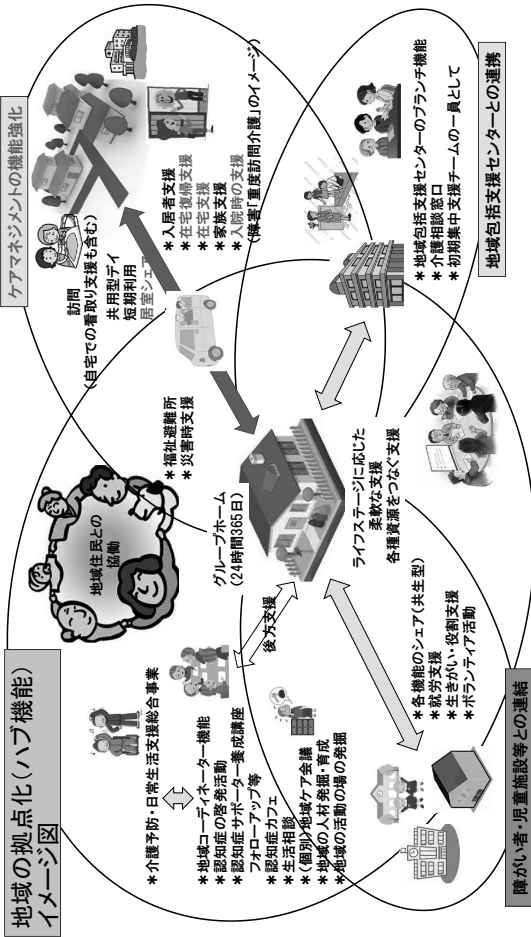 地域の拠点化(ハブ機能)
イメージ図
地域住民との
協働
ケアマネジメントの機能強化
訪問
(自宅での看取り支援も含む)
共用型デイ
短期利用
居室シェア
*入居者支援
*在宅復帰支援
*在宅支援
*家族支援
*入院時の支援
(障害「重度訪問介護」のイメージ)
*福祉避難所
*災害時支援
グループホーム
(24時間365日)
後方支援
*介護予防・日常生活支援総合事業
*地域コーディネーター機能
*認知症の啓発活動
*認知症サポーター養成講座
フォローアップ等
*認知症カフェ
*生活相談
*(個別)地域ケア会議
*地域の人材発掘・育成
*地域の活動の場の発掘
ライフステージに応じた
柔軟な支援
各種資源をつなぐ支援
*地域包括支援センターのブランチ機能
*介護相談窓口
*初期集中支援チームの一員として
地域包括支援センターとの連携
*各機能のシェア(共生型)
*就労支援
*生きがい・役割支援
*ボランティア活動
障がい者・児童施設等との連結